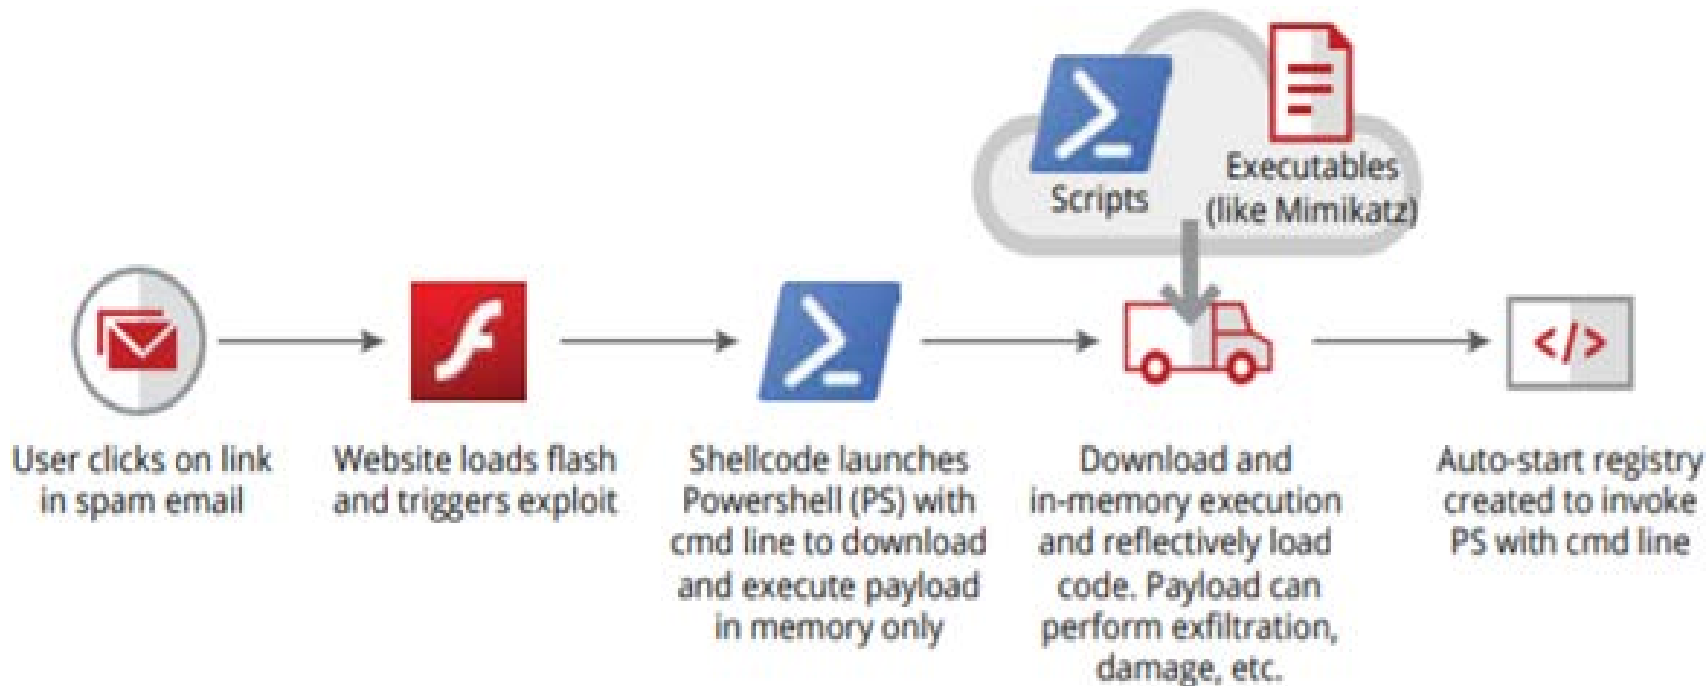 Scripts
Executables
(like Mimikatz)
</>
User clicks on link
in spam email
Website loads flash
and triggers exploit
Shellcode launches
Powershell (PS) with
cmd line to download
and execute payload
in memory only
Download and
in-memory execution
and reflectively load
code. Payload can
perform exfiltration,
damage, etc.
Auto-start registry
created to invoke
PS with cmd line